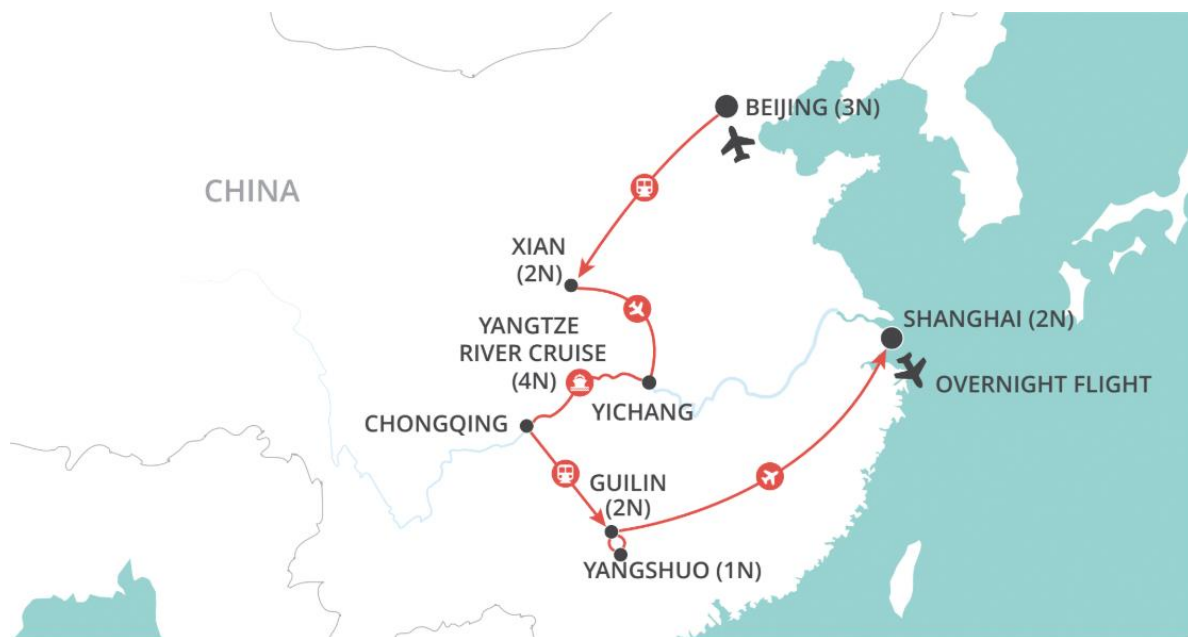 BEIJING (3N)
CHINA
XIAN
(2N)
YANGTZE
RIVER CRUISE
(4N)
SHANGHAI (2N)
OVERNIGHT FLIGHT
YICHANG
CHONGQING
GUILIN
(2N)
YANGSHUO (1N)